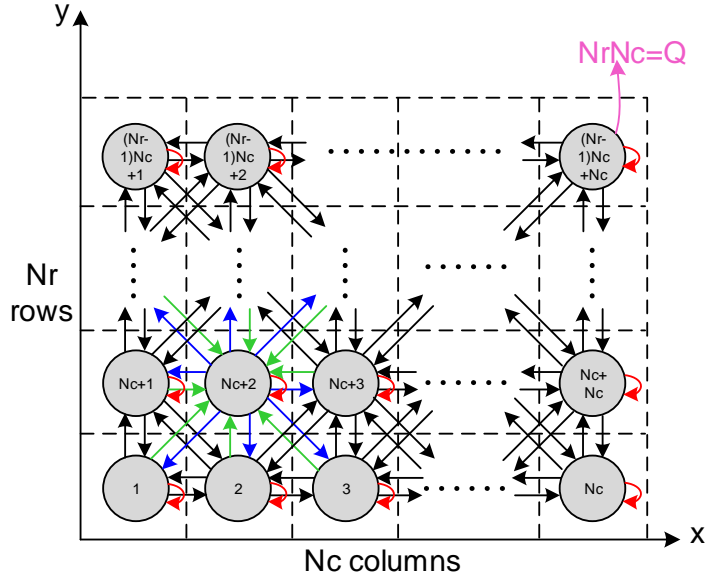 y
NrNc=Q
(Nr-
1)Nc
+1
(Nr-
1)Nc
+2
(Nr-
1)Nc
+Nc
Nr
rows
Nc+1
Nc+2
Nc+3
Nc+
Nc
1
2
3
Nc
x
Nc columns